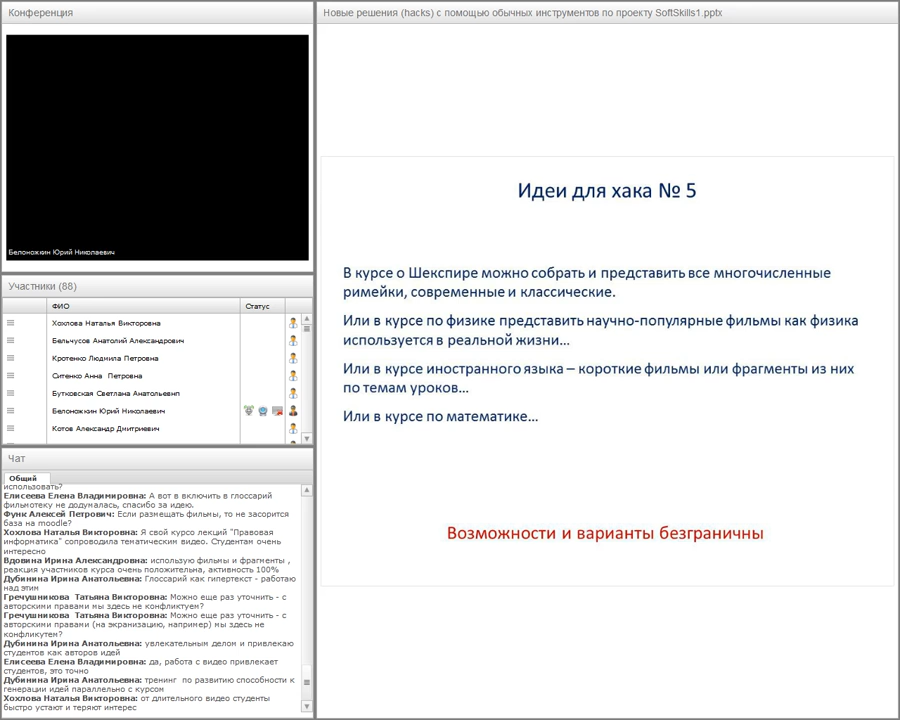 Конференция
Белоножкин Юрий Николаевич
Участники (88)
ФИО
Статус
Хохлова Наталья Викторовна
Бельчусов Анатолий Александрович
Кротенко Людмила Петровна
Ситенко Анна Петровна
Бутковская Светлана Анатольевнп
Белоножкин Юрий Николаевич
Котов Александр Дмитриевич
Чат
Общий
использовать?
Елисеева Елена Владимировна: А вот в включить в глоссарий
фильмотеку не додумалась, спасибо за идею.
Функ Алексей Петрович: Если размещать фильмы, то не засорится
база на moodle?
Хохлова Наталья Викторовна: Я свой курсо лекций "Правовая
информатика" сопроводила тематическим видео. Студентам очень
интересно
Вдовина Ирина Александровна: использую фильмы и фрагменты ,
реакция участников курса очень положительна, активность 100%
Дубинина Ирина Анатольевна: Глоссарий как гипертекст - работаю
над этим
Гречушникова Татьяна Викторовна: Можно еще раз уточнить - с
авторскими правами мы здесь не конфликтуем?
Гречушникова Татьяна Викторовна: Можно еще раз уточнить - с
авторскими правами (на экранизацию, например) мы здесь не
конфликутем?
Дубинина Ирина Анатольевна: увлекательным делом и привлекаю
студентов как авторов идей
Елисеева Елена Владимировна: да, работа с видео привлекает
студентов, это точно
Дубинина Ирина Анатольевна: тренинг по развитию способности к
генерации идей параллельно с курсом
Хохлова Наталья Викторовна: от длительного видео студенты
быстро устают и теряют интерес
Новые решения (hacks) с помощью обычных инструментов по проекту SoftSkills1.pptx
Идеи для хака № 5
В курсе о Шекспире можно собрать и представить все многочисленные
римейки, современные и классические.
Или в курсе по физике представить научно-популярные фильмы как физика
используется в реальной жизни...
Или в курсе иностранного языка – короткие фильмы или фрагменты из них
по темам уроков...
Или в курсе по математике...
Возможности и варианты безграничны